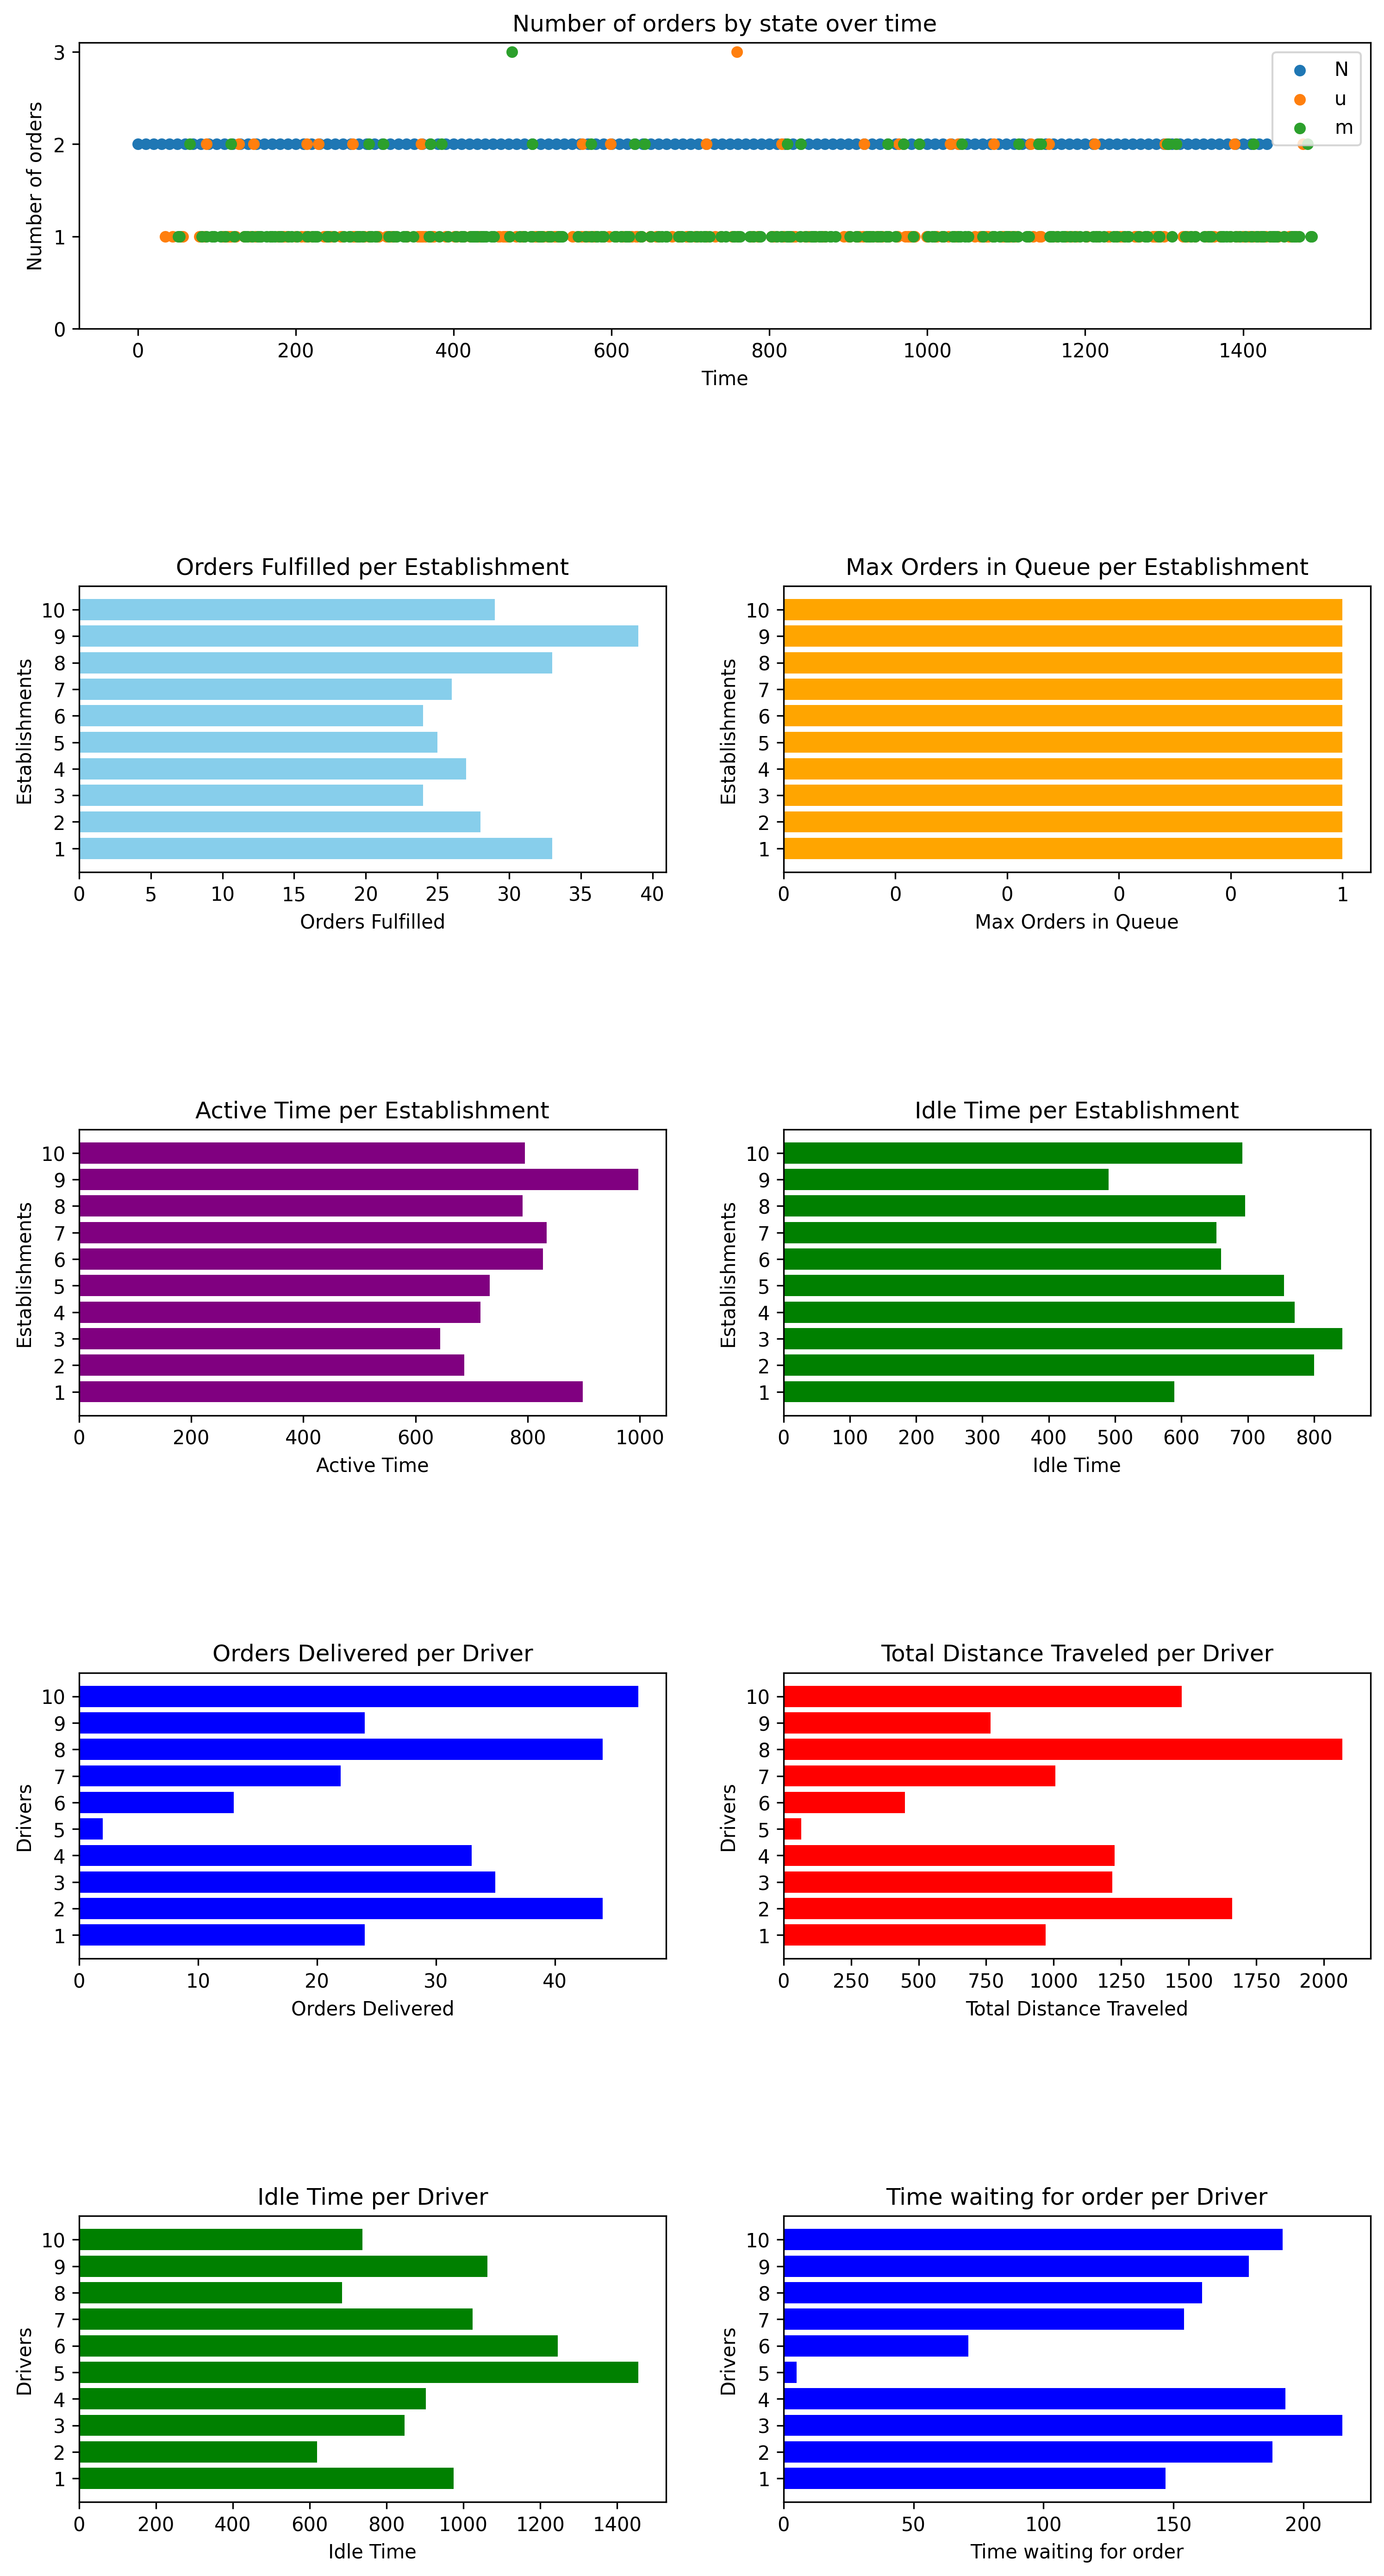 Number of orders by state over time
Number of orders
3
2
1
0
N
u
m
0 200 400 600 800 1000 1200 1400
Time
Orders Fulfilled per Establishment
Establishments
10
9
8
7
6
5
4
3
2
1
0 5 10 15 20 25 30 35 40
Orders Fulfilled
Max Orders in Queue per Establishment
Establishments
10
9
8
7
6
5
4
3
2
1
0 0 0 0 0 1
Max Orders in Queue
Active Time per Establishment
Establishments
10
9
8
7
6
5
4
3
2
1
0 200 400 600 800 1000
Active Time
Idle Time per Establishment
Establishments
10
9
8
7
6
5
4
3
2
1
0 100 200 300 400 500 600 700 800
Idle Time
Orders Delivered per Driver
Drivers
10
9
8
7
6
5
4
3
2
1
0 10 20 30 40
Orders Delivered
Total Distance Traveled per Driver
Drivers
10
9
8
7
6
5
4
3
2
1
0 250 500 750 1000 1250 1500 1750 2000
Total Distance Traveled
Idle Time per Driver
Drivers
10
9
8
7
6
5
4
3
2
1
0 200 400 600 800 1000 1200 1400
Idle Time
Time waiting for order per Driver
Drivers
10
9
8
7
6
5
4
3
2
1
0 50 100 150 200
Time waiting for order